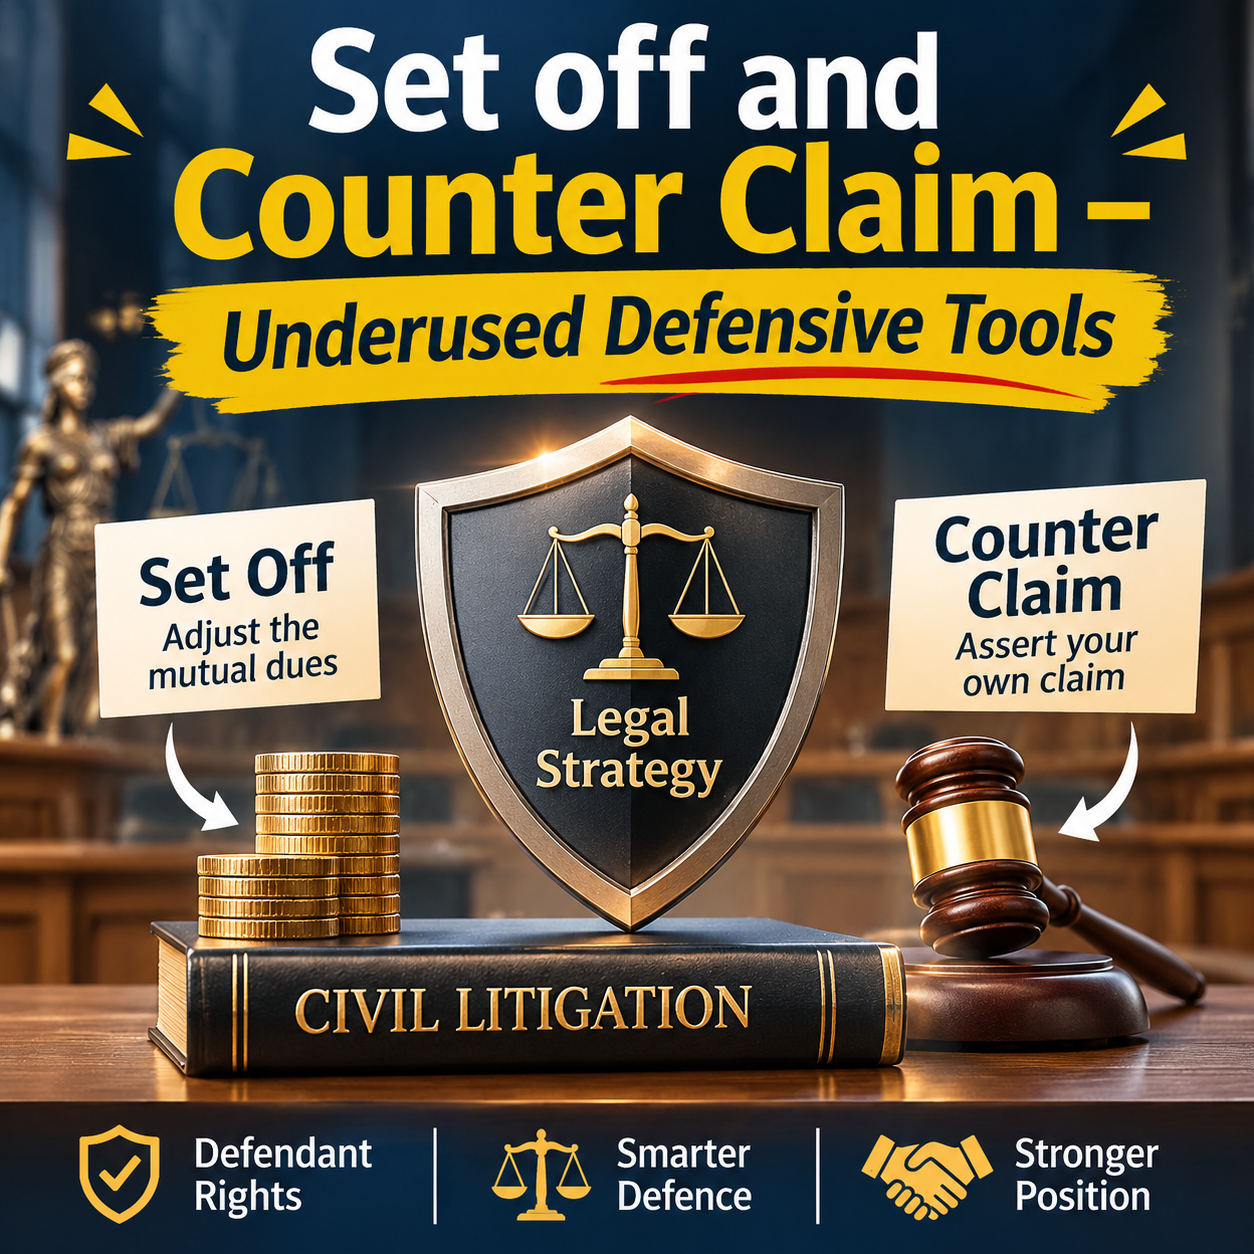 Set off and
Counter Claim –
Underused Defensive Tools
Set Off
Adjust the
mutual dues
Counter
Claim
Assert your
own claim
Legal
Strategy
CIVIL LITIGATION
Defendant
Rights
Smarter
Defence
Stronger
Position